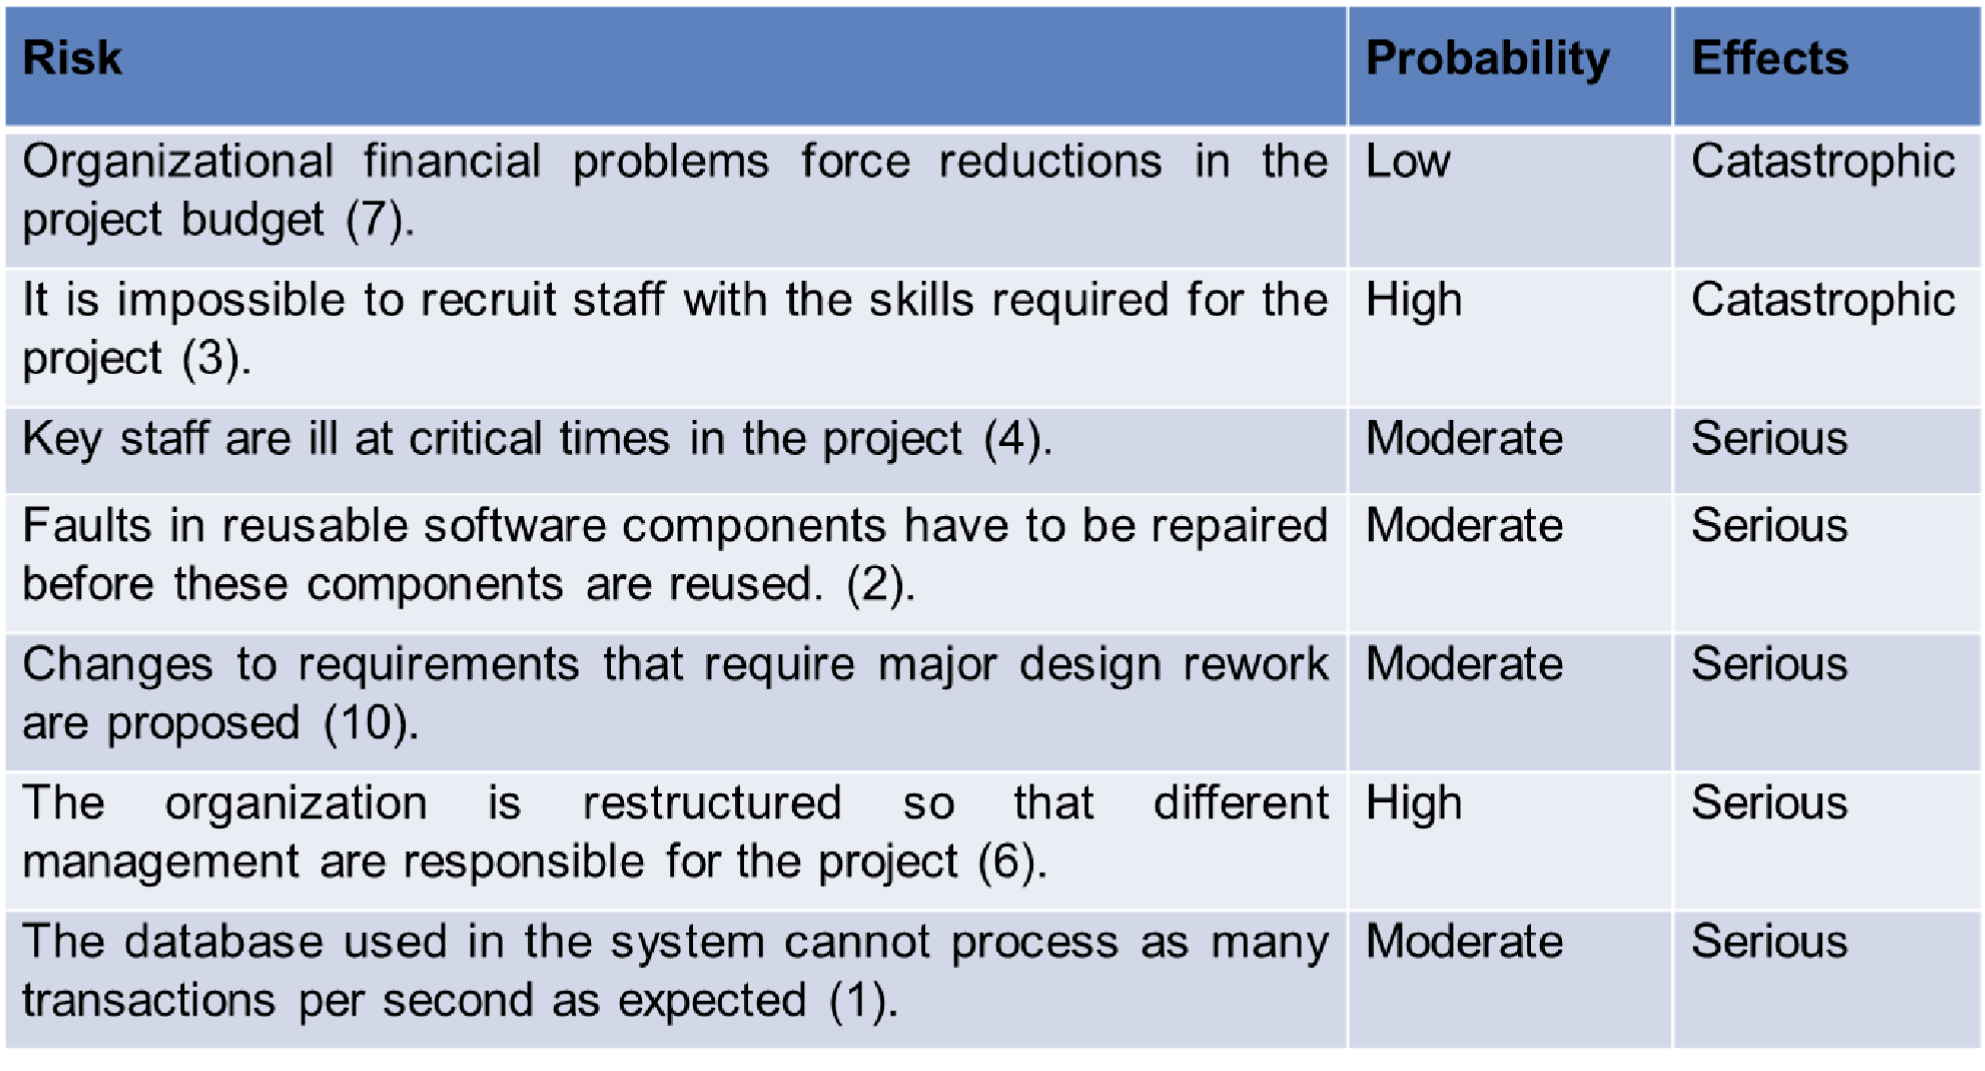 Risk Probability Effects
Organizational financial problems force reductions in the Low Catastrophic
project budget (7).
It is impossible to recruit staff with the skills required for the High Catastrophic
project (3).
Key staff are ill at critical times in the project (4). Moderate Serious
Faults in reusable software components have to be repaired Moderate Serious
before these components are reused. (2).
Changes to requirements that require major design rework Moderate Serious
are proposed (10).
The organization is restructured so that different High Serious
management are responsible for the project (6).
The database used in the system cannot process as many Moderate Serious
transactions per second as expected (1).